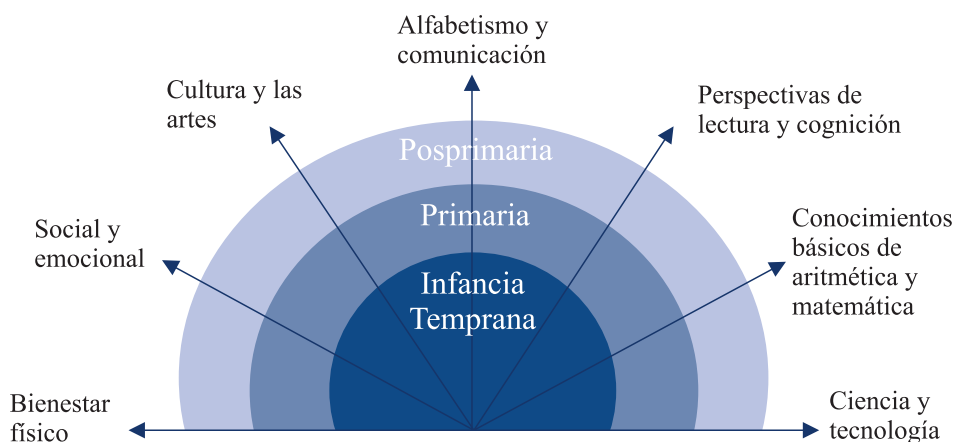 Alfabetismo y
comunicación
Cultura y las
artes
Perspectivas de
lectura y cognición
Posprimaria
Primaria
Social y
emocional
Conocimientos
básicos de
aritmética y
matemática
Infancia
Temprana
Bienestar
físico
Ciencia y
tecnología